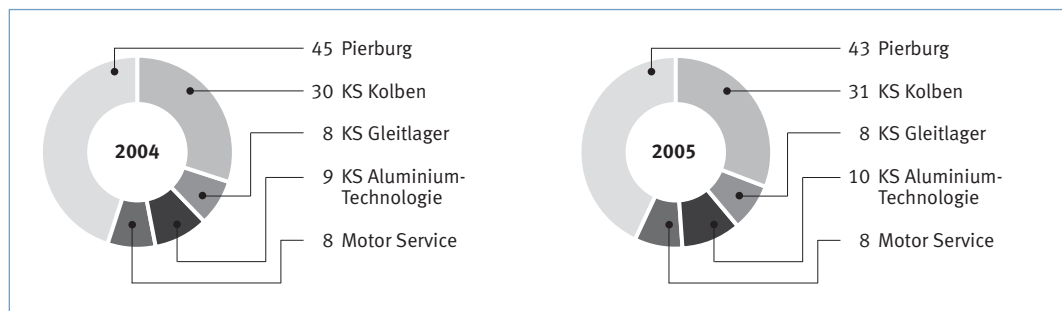 2004
45 Pierburg
30 KS Kolben
8 KS Gleitlager
9 KS Aluminium-
Technologie
8 Motor Service
2005
43 Pierburg
31 KS Kolben
8 KS Gleitlager
10 KS Aluminium-
Technologie
8 Motor Service